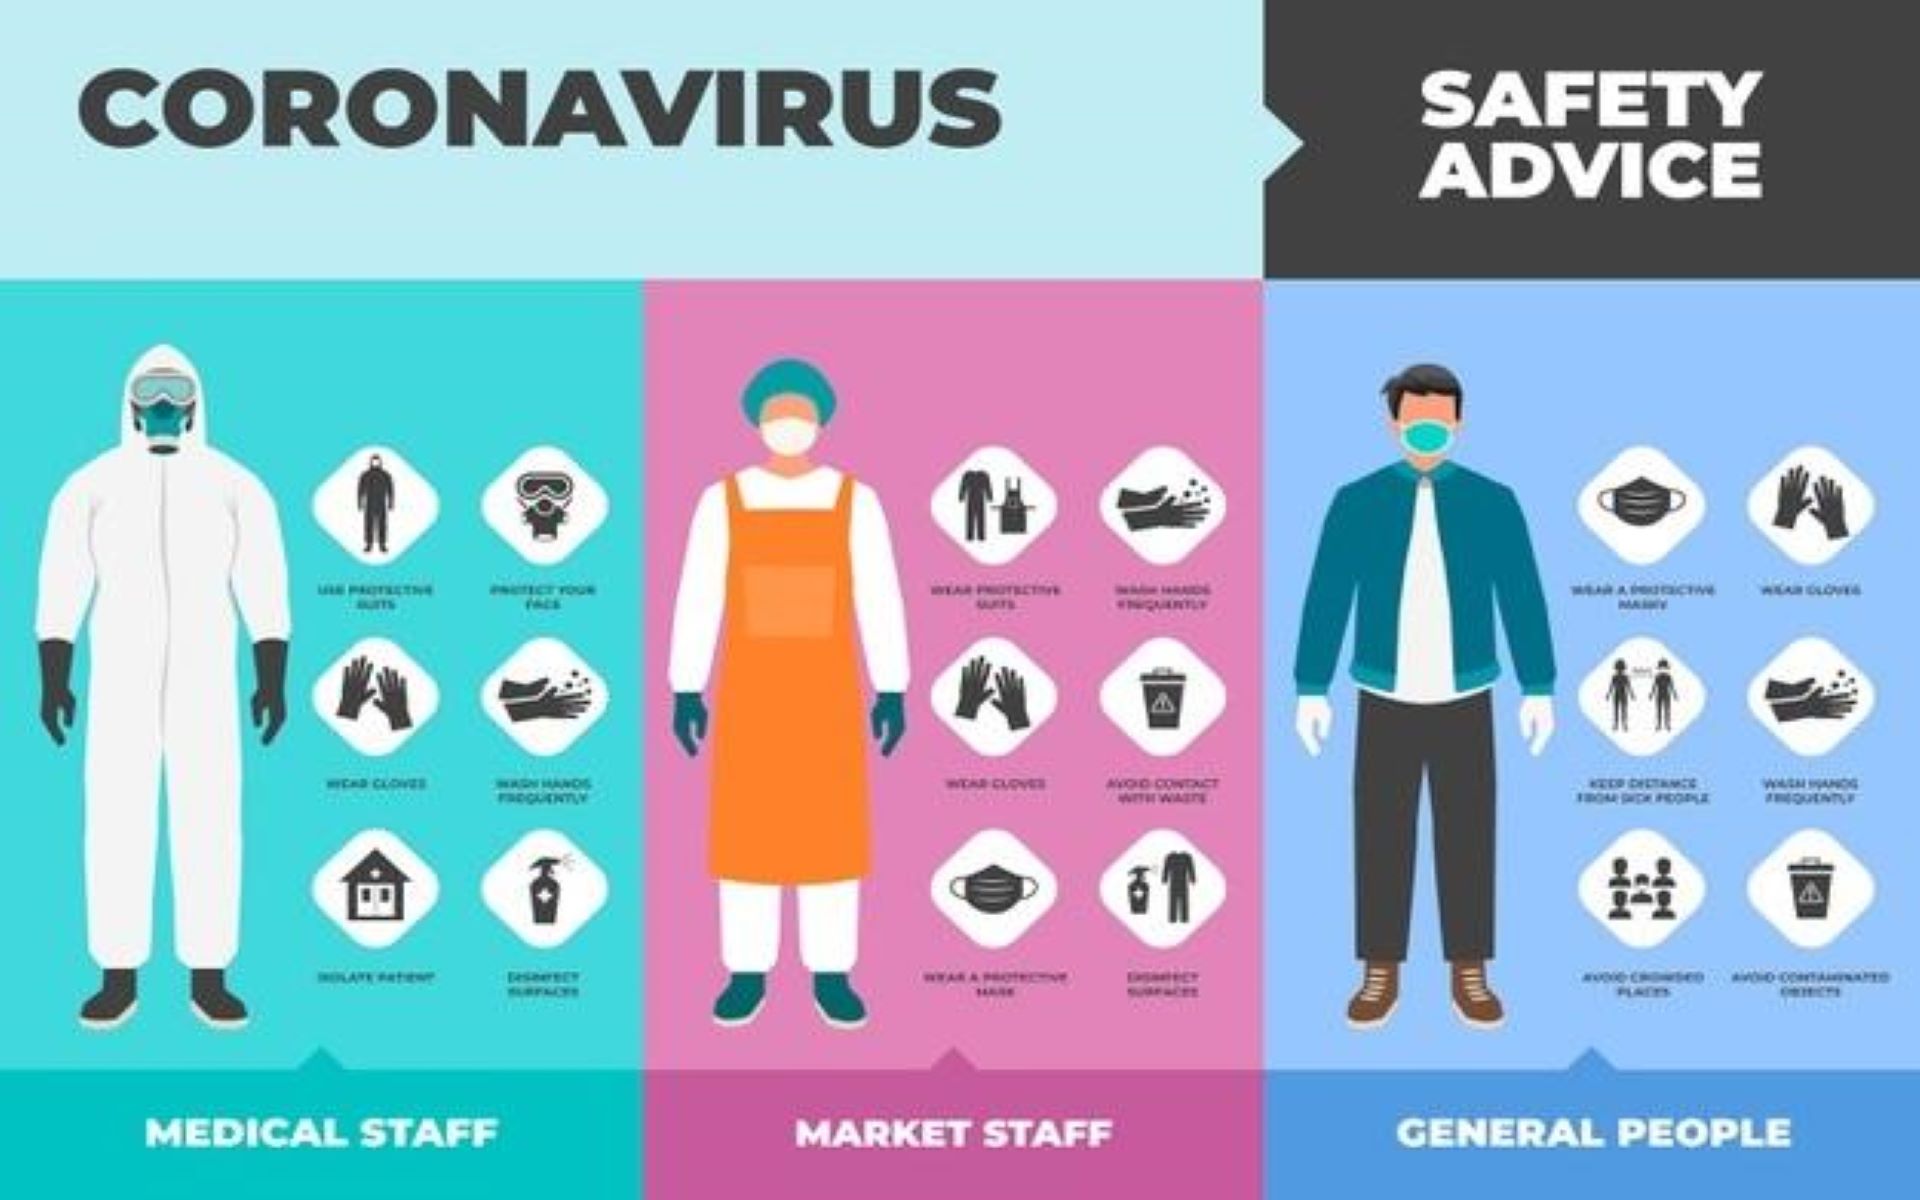 CORONAVIRUS
SAFETY
ADVICE
USE PROTECTIVE
SUITS
PROTECT YOUR
FACE
WEAR GLOVES
WASH HANDS
FREQUENTLY
ISOLATE PATIENT
DISINFECT
SURFACES
MEDICAL STAFF
WEAR PROTECTIVE
SUITS
WASH HANDS
FREQUENTLY
WEAR GLOVES
AVOID CONTACT
WITH WASTE
WEAR A PROTECTIVE
MASK
DISINFECT
SURFACES
MARKET STAFF
WEAR A PROTECTIVE
WEAR GLOVES
KEEP DISTANCE
FROM SICK PEOPLE
WASH HANDS
FREQUENTLY
AVOID CROWDED
PLACES
AVOID CONTAMINATED
OBJECTS
GENERAL PEOPLE